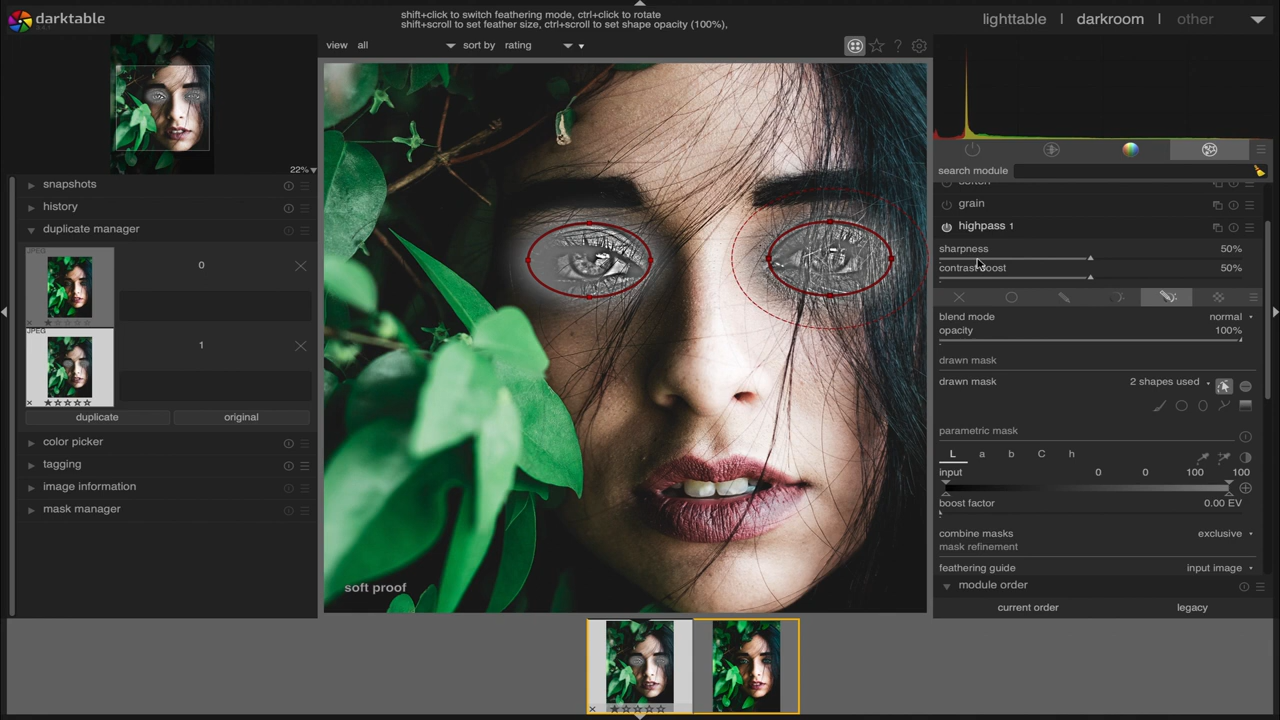 darktable
shift+click to switch feathering mode, ctrl+click to rotate
shift+scroll to set feather size, ctrl+scroll to set shape opacity (100%),
lighttable | darkroom | other
view all sort by rating
22%
snapshots
history
duplicate manager
JPEG
0
JPEG
1
duplicate original
color picker
tagging
image information
mask manager
soft proof
search module
soften
grain
highpass 1
sharpness 50%
contrast boost 50%
blend mode normal
opacity 100%
drawn mask
drawn mask 2 shapes used
parametric mask
L a b C h
input 0 0 100 100
boost factor 0.00 EV
combine masks exclusive
mask refinement
feathering guide input image
module order
current order legacy